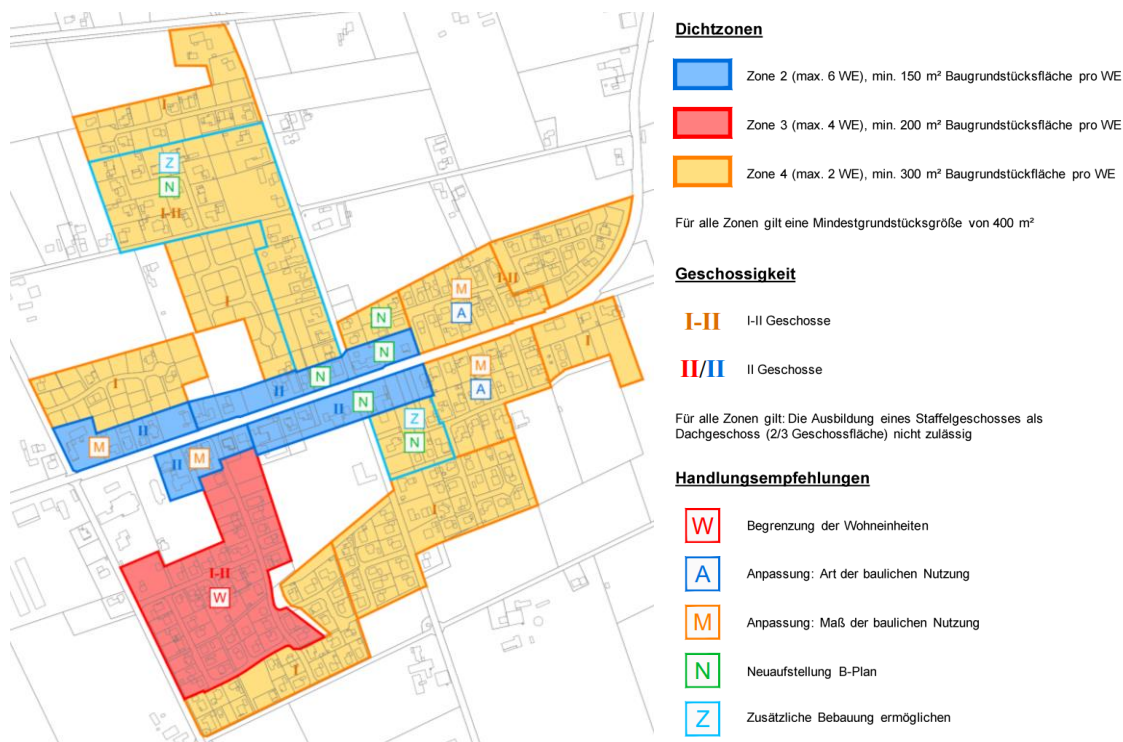 I
Z
N
I-II
I
N
M
A
I-II
N
N
M
A
I
I
II
II
N
Z
N
II
M
II
M
I
I-II
W
I
Dichtzonen
Zone 2 (max. 6 WE), min. 150 m² Baugrundstücksfläche pro WE
Zone 3 (max. 4 WE), min. 200 m² Baugrundstücksfläche pro WE
Zone 4 (max. 2 WE), min. 300 m² Baugrundstückfläche pro WE
Für alle Zonen gilt eine Mindestgrundstücksgröße von 400 m²
Geschossigkeit
I-II I-II Geschosse
II/II II Geschosse
Für alle Zonen gilt: Die Ausbildung eines Staffelgeschosses als
Dachgeschoss (2/3 Geschossfläche) nicht zulässig
Handlungsempfehlungen
W Begrenzung der Wohneinheiten
A Anpassung: Art der baulichen Nutzung
M Anpassung: Maß der baulichen Nutzung
N Neuaufstellung B-Plan
Z Zusätzliche Bebauung ermöglichen